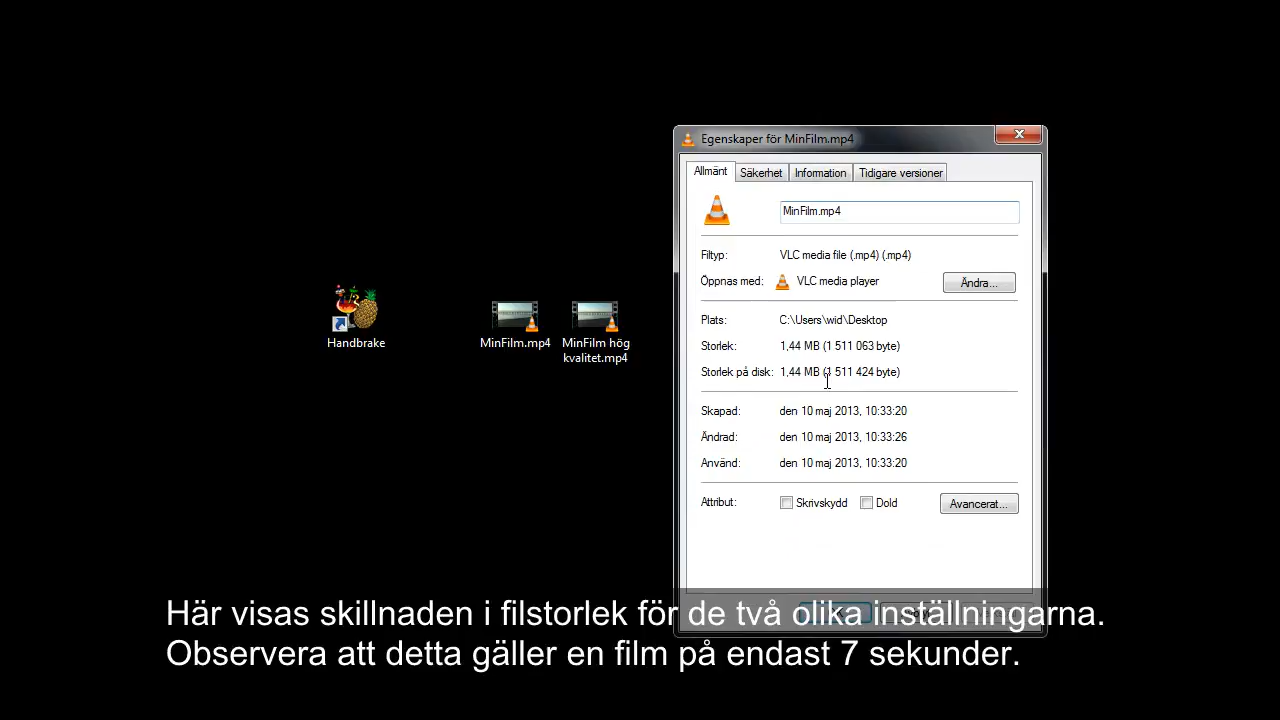 Egenskaper för MinFilm.mp4
Allmänt Säkerhet Information Tidigare versioner
MinFilm.mp4
Filtyp: VLC media file (.mp4) (.mp4)
Öppnas med: VLC media player Ändra...
Plats: C:\Users\wid\Desktop
Storlek: 1,44 MB (1 511 063 byte)
Storlek på disk: 1,44 MB (1 511 424 byte)
Skapad: den 10 maj 2013, 10:33:20
Ändrad: den 10 maj 2013, 10:33:26
Använd: den 10 maj 2013, 10:33:20
Attribut: Skrivskydd Dold Avancerat...
Handbrake
MinFilm.mp4
MinFilm hög
kvalitet.mp4
Här visas skillnaden i filstorlek för de två olika inställningarna.
Observera att detta gäller en film på endast 7 sekunder.